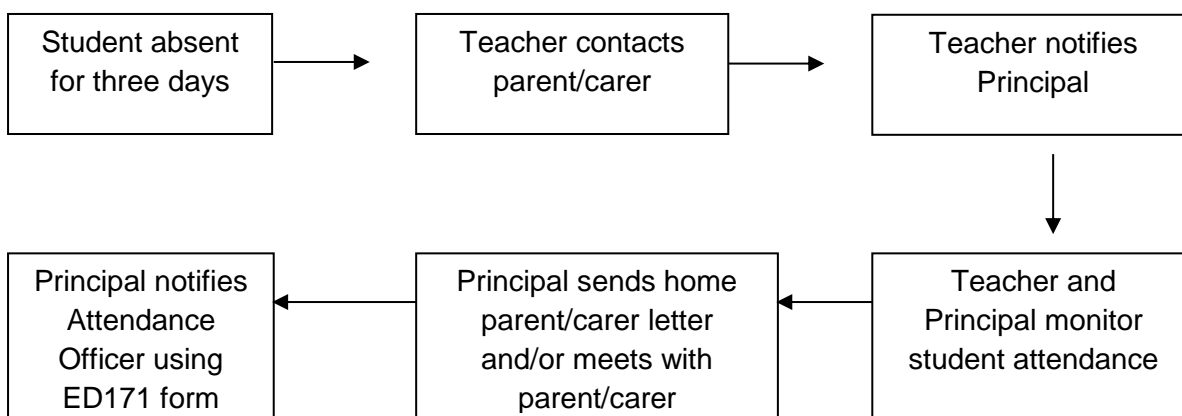 Student absent
for three days
Teacher contacts
parent/carer
Teacher notifies
Principal
Teacher and
Principal monitor
student attendance
Principal sends home
parent/carer letter
and/or meets with
parent/carer
Principal notifies
Attendance
Officer using
ED171 form